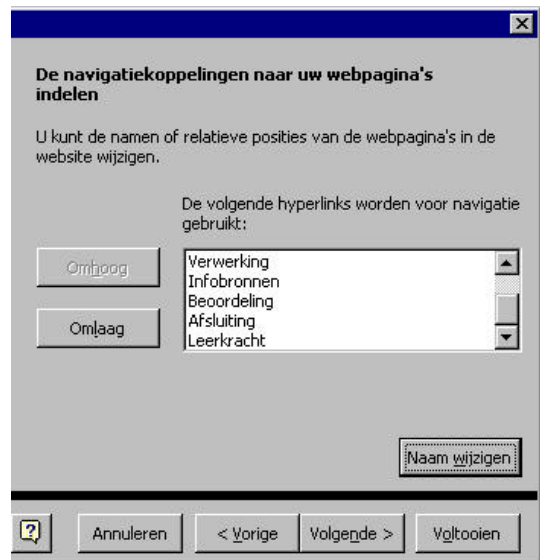 De navigatiekoppelingen naar uw webpagina's
indelen
U kunt de namen of relatieve posities van de webpagina's in de
website wijzigen.
De volgende hyperlinks worden voor navigatie
gebruikt:
Omhoog
Omlaag
Verwerking
Infobronnen
Beoordeling
Afsluiting
Leerkracht
Naam wijzigen
?
Annuleren
< Vorige
Volgende >
Voltooien